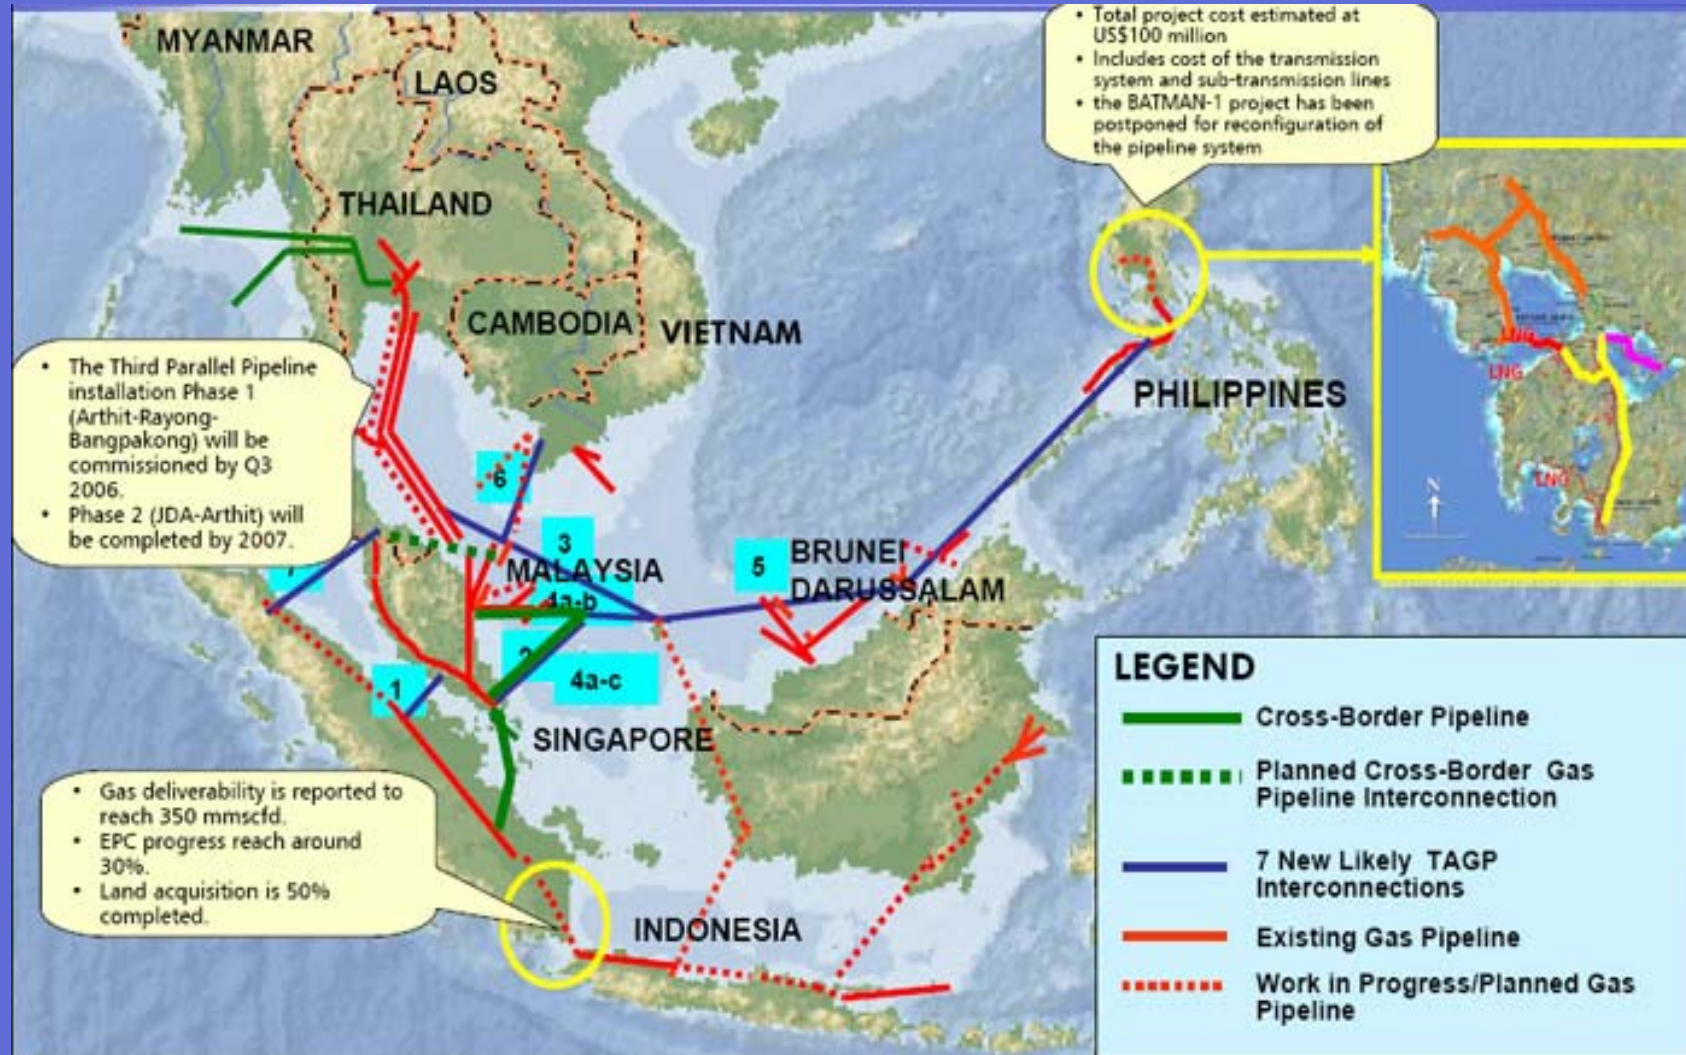 MYANMAR
LAOS
THAILAND
CAMBODIA
VIETNAM
• Total project cost estimated at
US$100 million
• Includes cost of the transmission
system and sub-transmission lines
• the BATMAN-1 project has been
postponed for reconfiguration of
the pipeline system
• The Third Parallel Pipeline
installation Phase 1
(Arthit-Rayong-
Bangpakong) will be
commissioned by Q3
2006.
• Phase 2 (JDA-Arthit) will
be completed by 2007.
PHILIPPINES
LNG
LNG
LNG
N
6
3
MALAYSIA
4a-b
5
BRUNEI
DARUSSALAM
4a-c
1
SINGAPORE
• Gas deliverability is reported to
reach 350 mmscfd.
• EPC progress reach around
30%.
• Land acquisition is 50%
completed.
INDONESIA
LEGEND
Cross-Border Pipeline
Planned Cross-Border Gas
Pipeline Interconnection
7 New Likely TAGP
Interconnections
Existing Gas Pipeline
Work in Progress/Planned Gas
Pipeline